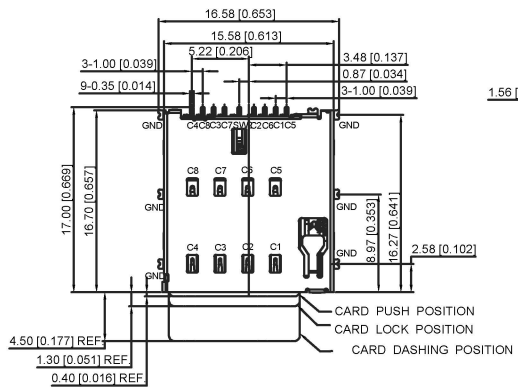 16.58 [0.653]
15.58 [0.613]
5.22 [0.206]
3.48 [0.137]
3-1.00 [0.039]
0.87 [0.034]
9-0.35 [0.014]
3-1.00 [0.039]
1.56 [
GND
C4C8C3C7SW C2C6C1C5
GND
C8 C7 C6 C5
GND
GND
C4 C3 C2 C1
GND
GND
17.00 [0.669]
16.70 [0.657]
8.97 [0.353]
16.27 [0.641]
2.58 [0.102]
CARD PUSH POSITION
CARD LOCK POSITION
CARD DASHING POSITION
4.50 [0.177] REF.
1.30 [0.051] REF.
0.40 [0.016] REF.